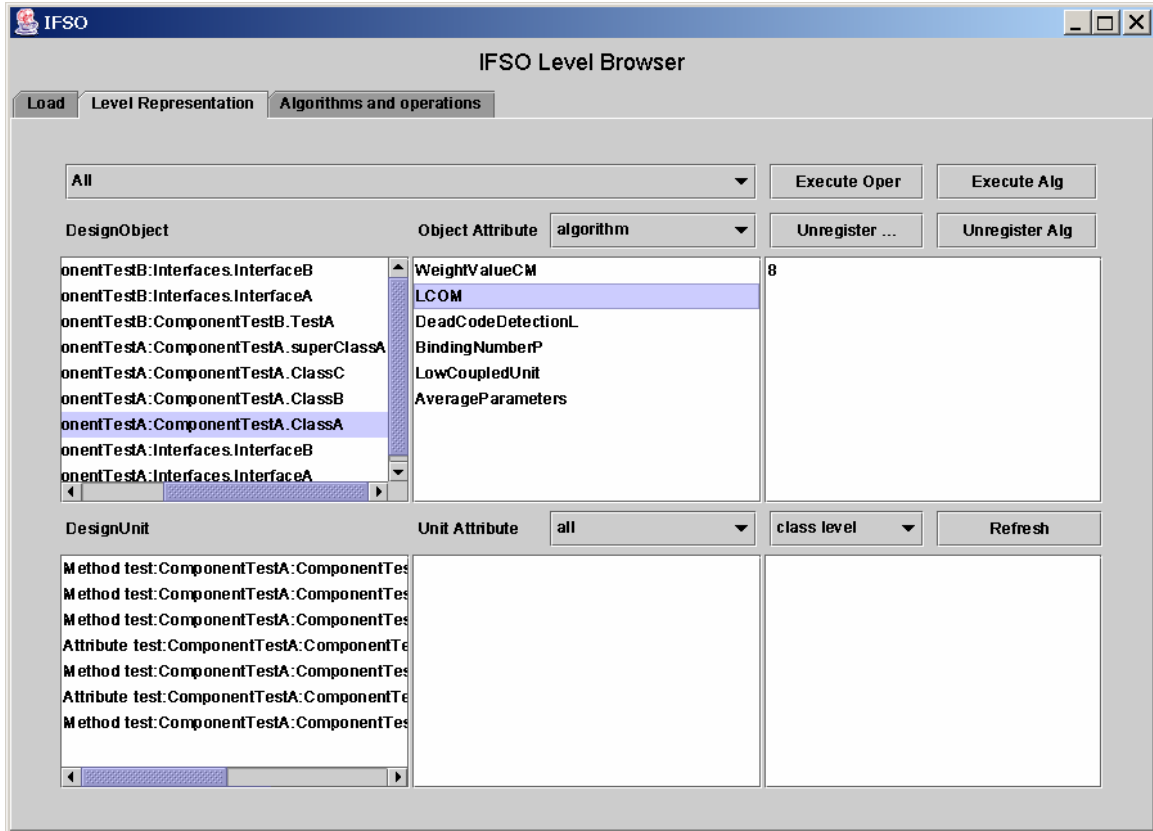 IFSO
IFSO Level Browser
Load Level Representation Algorithms and operations
All Execute Oper Execute Alg
DesignObject Object Attribute algorithm Unregister ... Unregister Alg
onentTestB:Interfaces.InterfaceB
onentTestB:Interfaces.InterfaceA
onentTestB:ComponentTestB.TestA
onentTestA:ComponentTestA.superClassA
onentTestA:ComponentTestA.ClassC
onentTestA:ComponentTestA.ClassB
onentTestA:ComponentTestA.ClassA
onentTestA:Interfaces.InterfaceB
onentTestA:Interfaces.InterfaceA
WeightValueCM
LCOM
DeadCodeDetectionL
BindingNumberP
LowCoupledUnit
AverageParameters
8
DesignUnit Unit Attribute all class level Refresh
Method test:ComponentTestA:ComponentTes
Method test:ComponentTestA:ComponentTes
Method test:ComponentTestA:ComponentTes
Attribute test:ComponentTestA:ComponentTe
Method test:ComponentTestA:ComponentTes
Attribute test:ComponentTestA:ComponentTe
Method test:ComponentTestA:ComponentTes